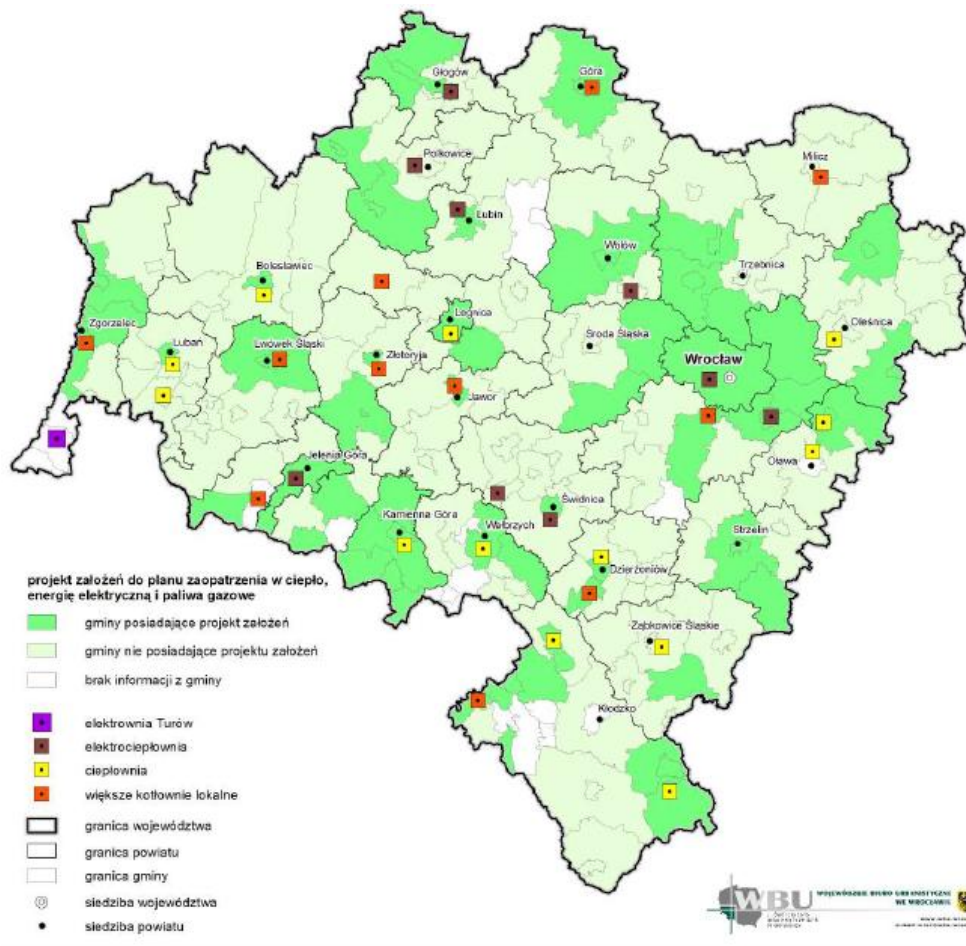 Głogów
Góra
Polkowice
Milicz
Lubin
Wołów
Bolesławiec
Trzebnica
Legnica
Zgorzelec
Oleśnica
Lubań
Lwówek Śląski
Złotoryja
Środa Śląska
Wrocław
Jawor
Jelenia Góra
Oława
Świdnica
Kamienna Góra
Wałbrzych
Strzelin
Dzierżoniów
Ząbkowice Śląskie
Kłodzko
projekt założeń do planu zaopatrzenia w ciepło,
energię elektryczną i paliwa gazowe
gminy posiadające projekt założeń
gminy nie posiadające projektu założeń
brak informacji z gminy
elektrownia Turów
elektrociepłownia
ciepłownia
większe kotłownie lokalne
granica województwa
granica powiatu
granica gminy
siedziba województwa
siedziba powiatu
WBU
WOJEWÓDZKIE BIURO URBANISTYCZNE
WE WROCŁAWIU